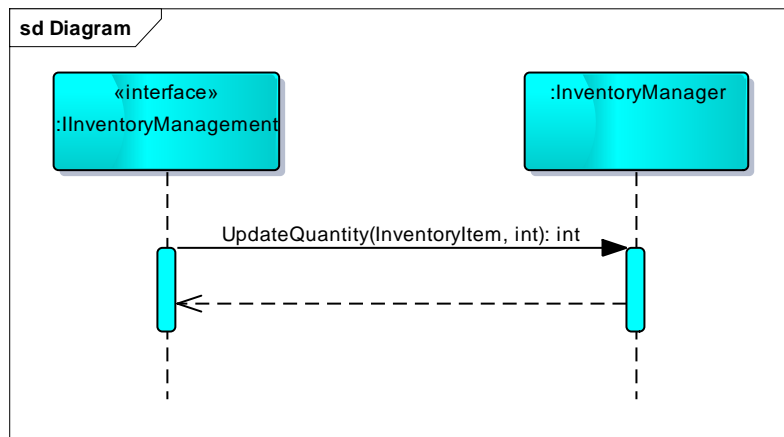 sd Diagram
«interface»
:IInventoryManagement
:InventoryManager
UpdateQuantity(InventoryItem, int): int